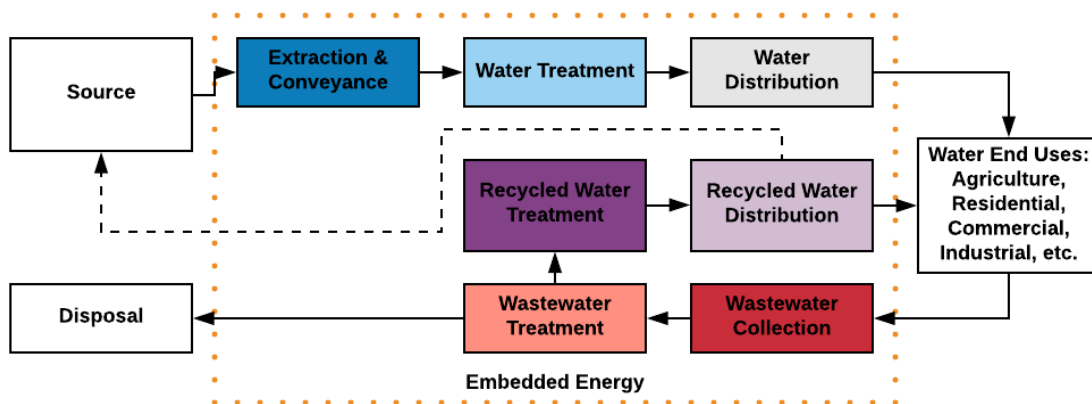 Source
Extraction &
Conveyance
Water Treatment
Water
Distribution
Water End Uses:
Agriculture,
Residential,
Commercial,
Industrial, etc.
Recycled Water
Treatment
Recycled Water
Distribution
Disposal
Wastewater
Treatment
Wastewater
Collection
Embedded Energy